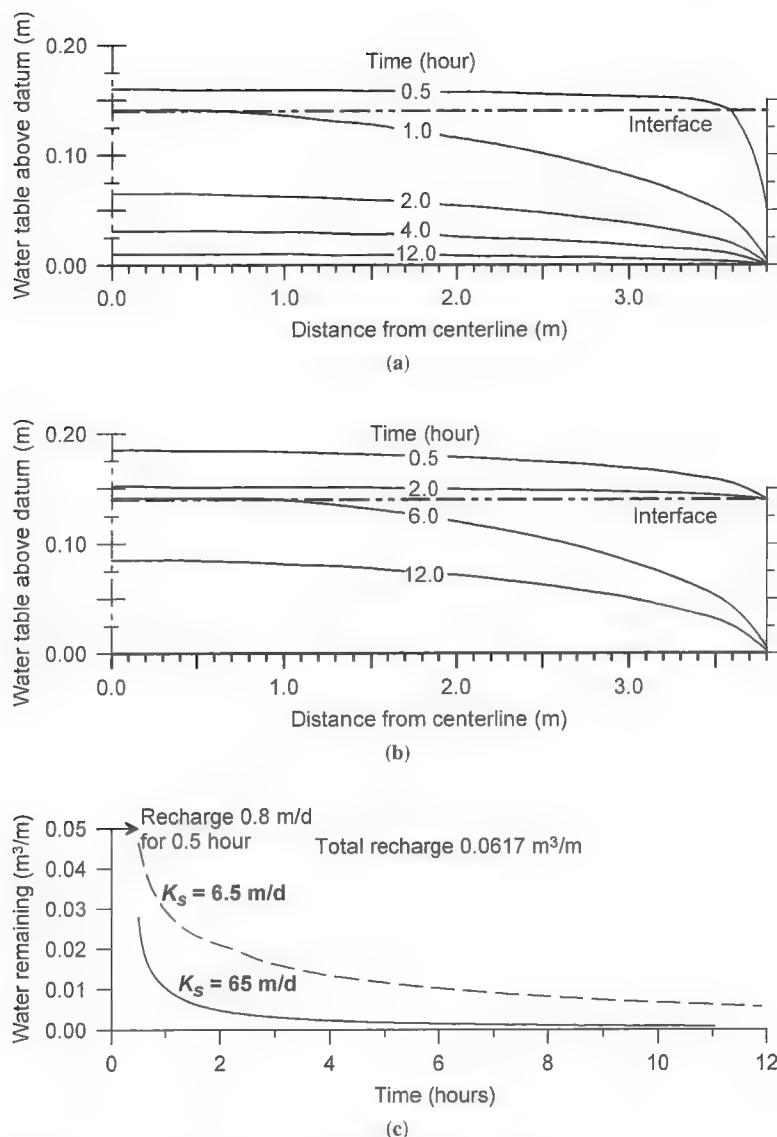 Water table above datum (m)
0.20
0.10
0.00
Time (hour)
0.5
Interface
1.0
2.0
4.0
12.0
0.0
1.0
2.0
3.0
Distance from centerline (m)
(a)
Water table above datum (m)
0.20
0.10
0.00
Time (hour)
0.5
2.0
Interface
6.0
12.0
0.0
1.0
2.0
3.0
Distance from centerline (m)
(b)
Water remaining (m³/m)
0.05
0.04
0.03
0.02
0.01
0.00
Recharge 0.8 m/d
for 0.5 hour
Total recharge 0.0617 m³/m
K_S = 6.5 m/d
K_S = 65 m/d
0
2
4
6
8
10
12
Time (hours)
(c)